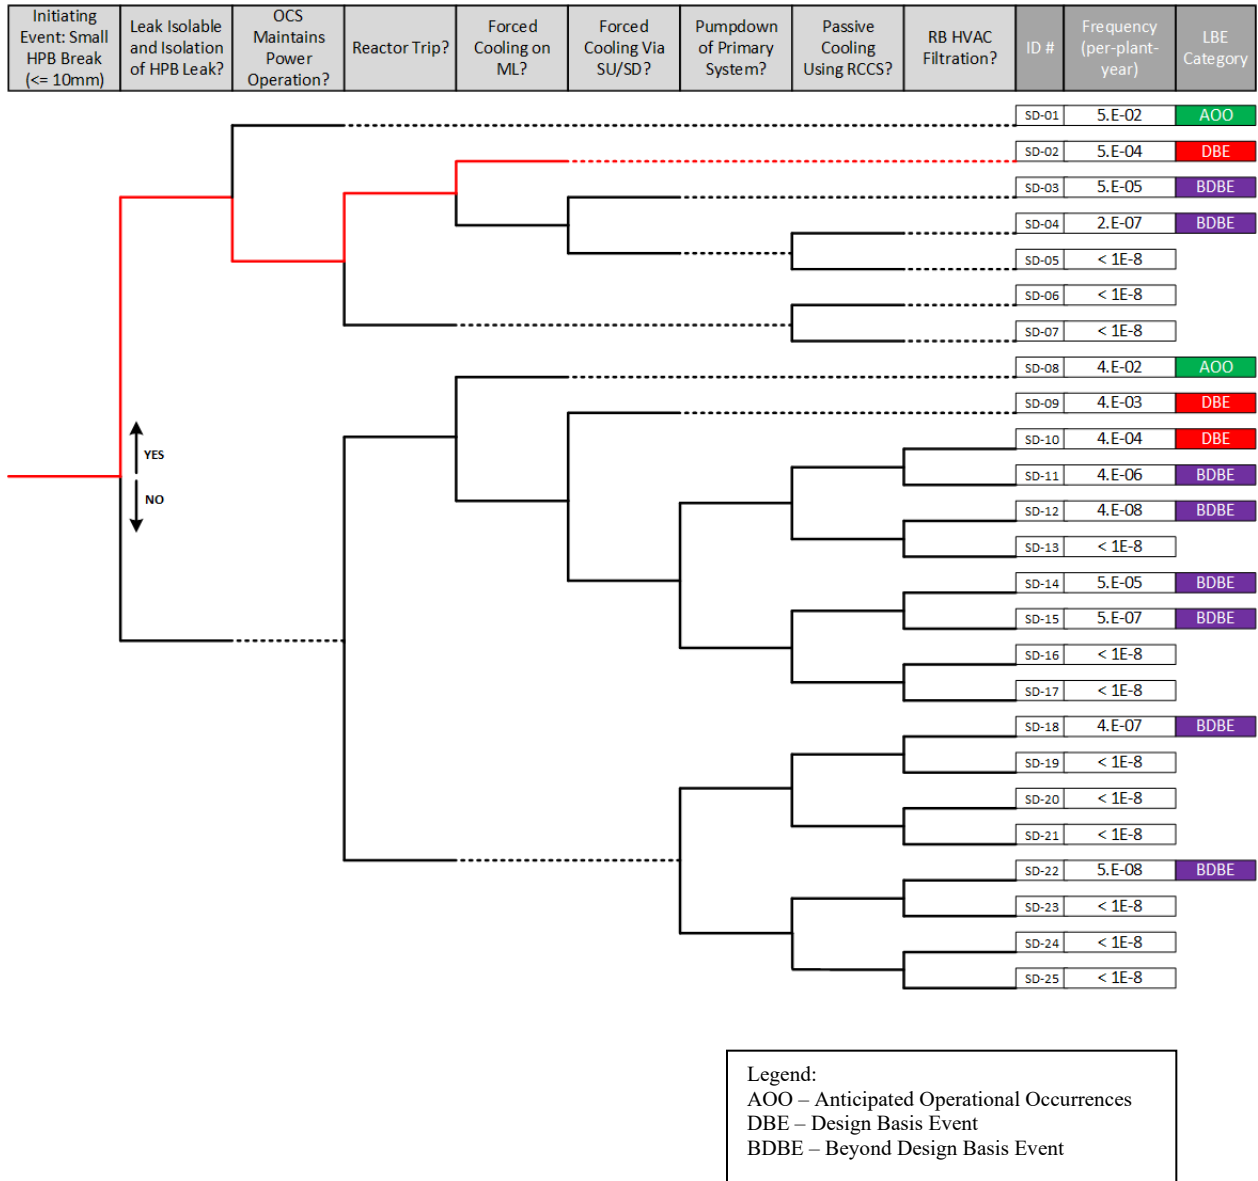 Initiating
Event: Small
HPB Break
(<= 10mm)
Leak Isolable
and Isolation
of HPB Leak?
OCS
Maintains
Power
Operation?
Reactor Trip?
Forced
Cooling on
ML?
Forced
Cooling Via
SU/SD?
Pumpdown
of Primary
System?
Passive
Cooling
Using RCCS?
RB HVAC
Filtration?
ID #
Frequency
(per-plant-
year)
LBE
Category
SD-01 5.E-02 AOO
SD-02 5.E-04 DBE
SD-03 5.E-05 BDBE
SD-04 2.E-07 BDBE
SD-05 < 1E-8
SD-06 < 1E-8
SD-07 < 1E-8
SD-08 4.E-02 AOO
SD-09 4.E-03 DBE
SD-10 4.E-04 DBE
YES
SD-11 4.E-06 BDBE
NO
SD-12 4.E-08 BDBE
SD-13 < 1E-8
SD-14 5.E-05 BDBE
SD-15 5.E-07 BDBE
SD-16 < 1E-8
SD-17 < 1E-8
SD-18 4.E-07 BDBE
SD-19 < 1E-8
SD-20 < 1E-8
SD-21 < 1E-8
SD-22 5.E-08 BDBE
SD-23 < 1E-8
SD-24 < 1E-8
SD-25 < 1E-8
Legend:
AOO – Anticipated Operational Occurrences
DBE – Design Basis Event
BDBE – Beyond Design Basis Event